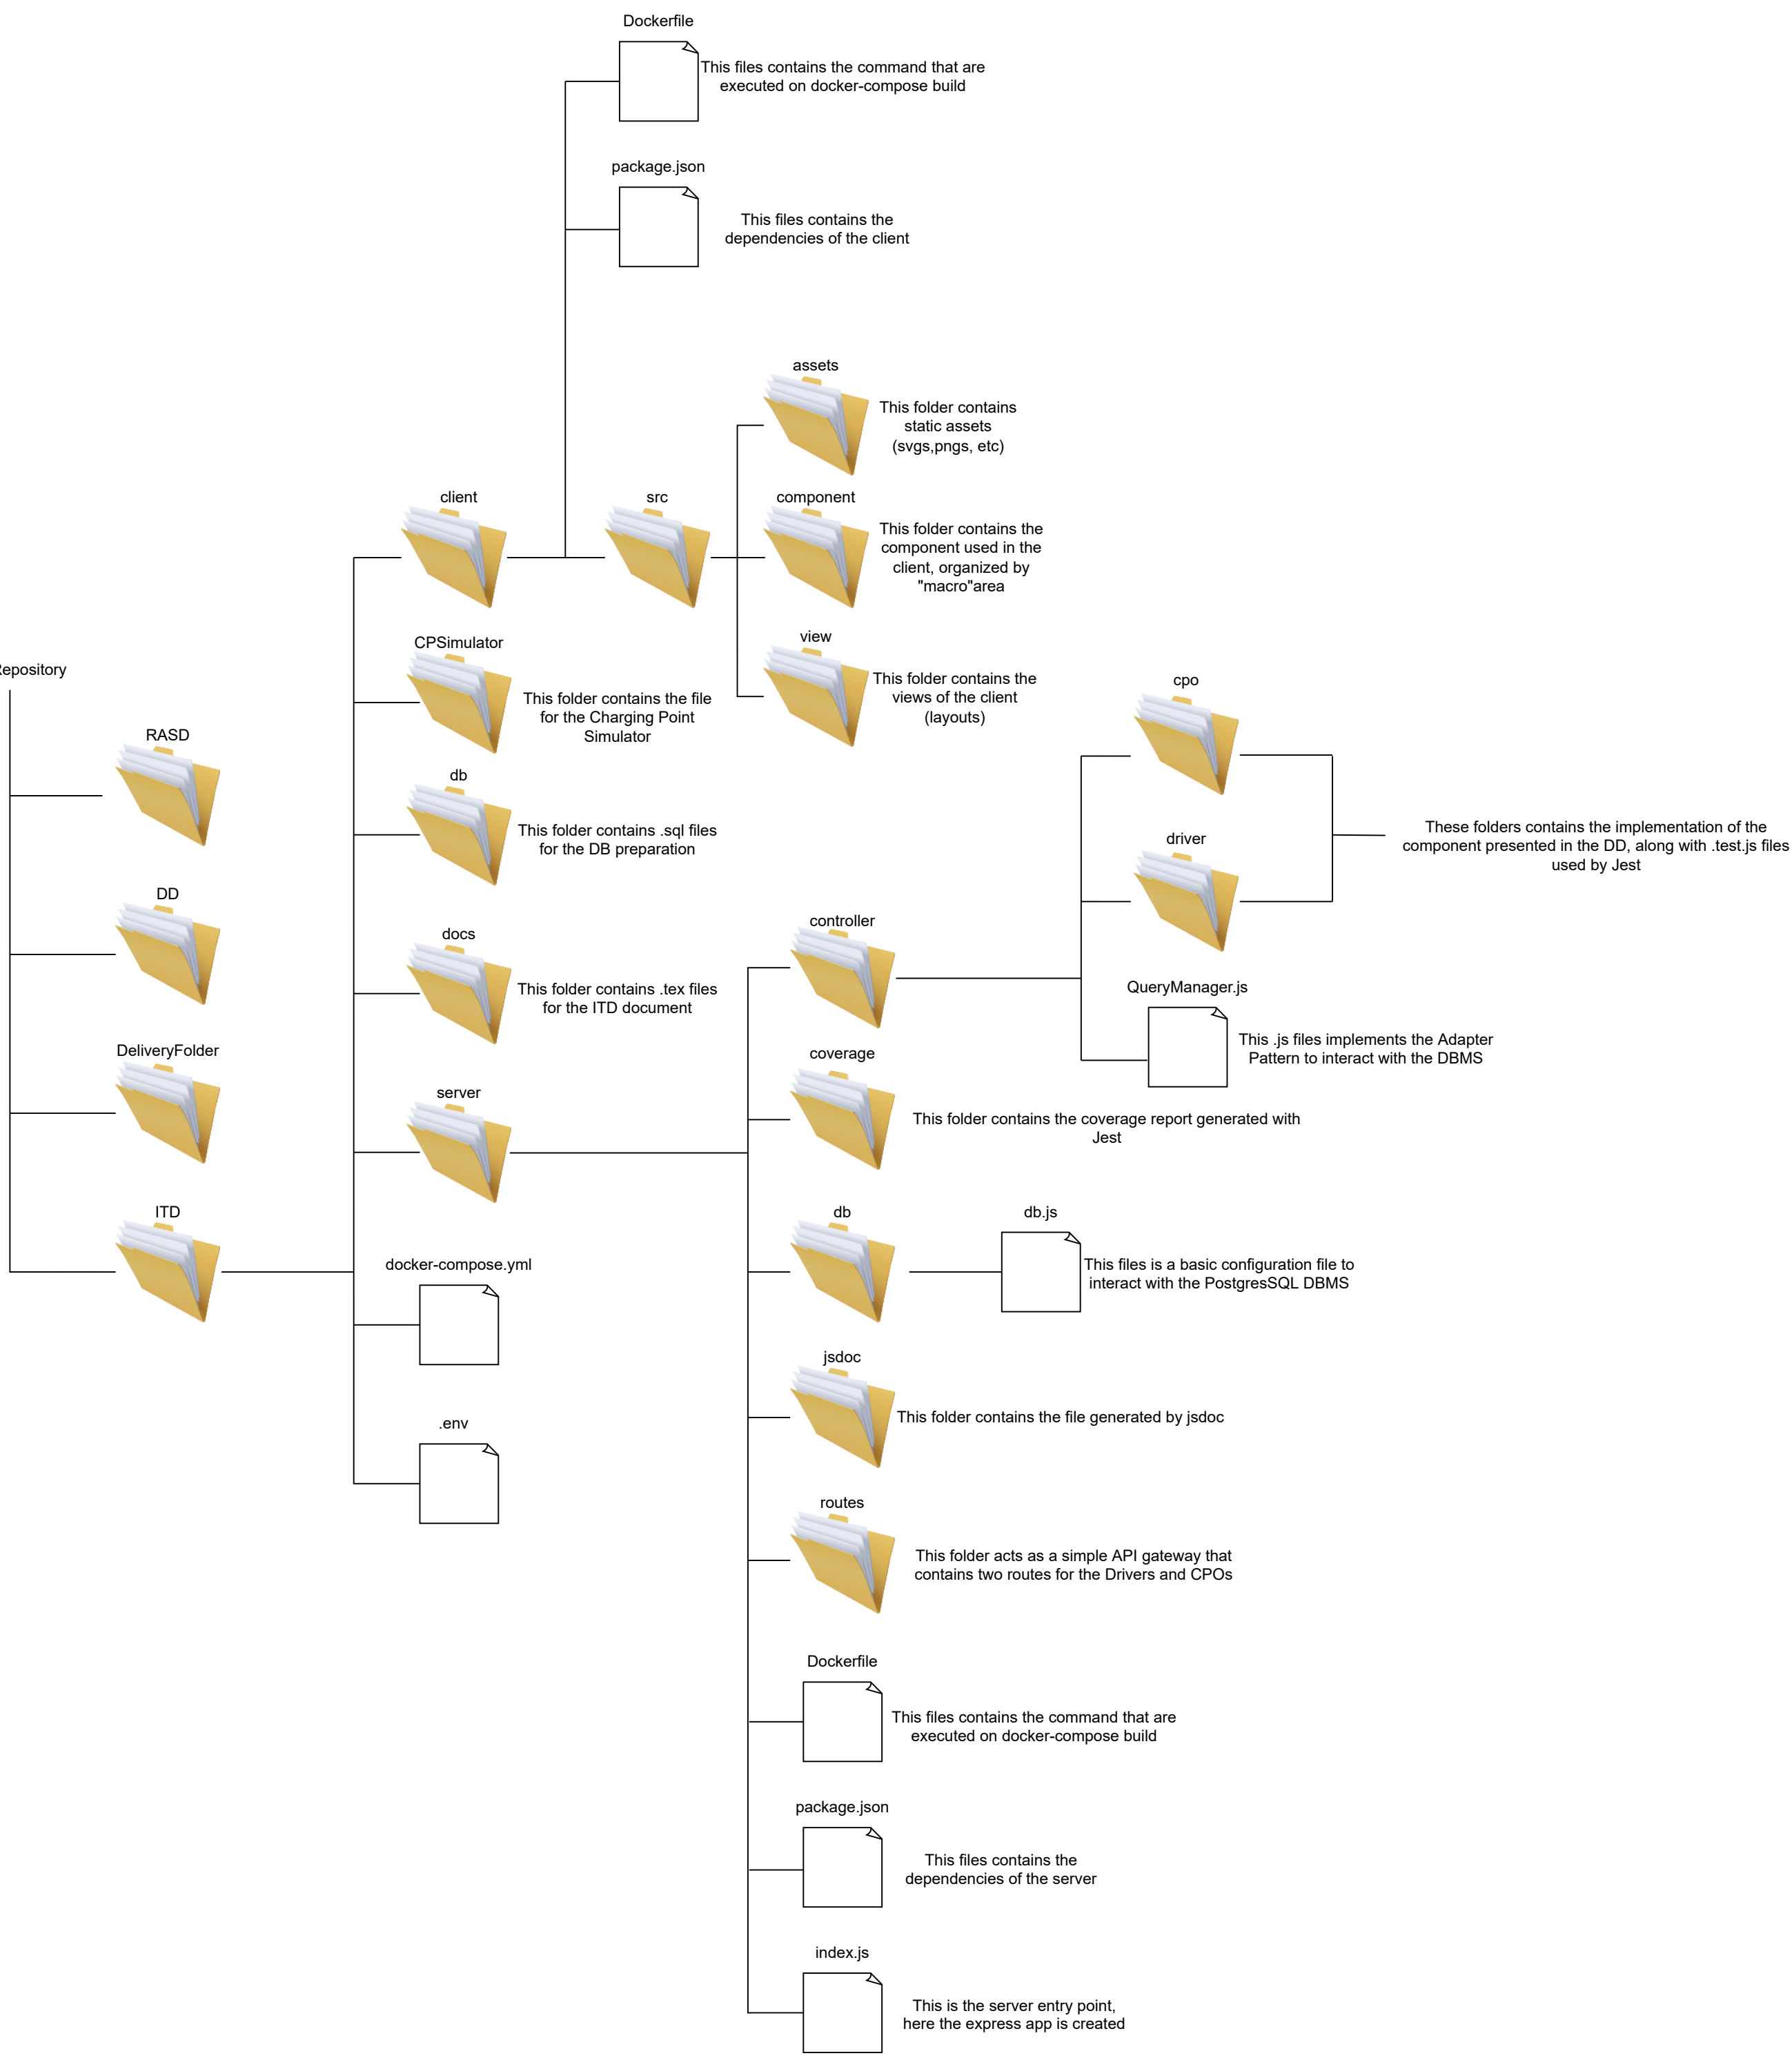 Dockerfile
This files contains the command that are
executed on docker-compose build
package.json
This files contains the
dependencies of the client
assets
This folder contains
static assets
(svgs,pngs, etc)
client
src
component
This folder contains the
component used in the
client, organized by
"macro"area
CPSimulator
This folder contains the file
for the Charging Point
Simulator
view
This folder contains the
views of the client
(layouts)
Repository
RASD
DD
DeliveryFolder
ITD
db
This folder contains .sql files
for the DB preparation
docs
This folder contains .tex files
for the ITD document
server
docker-compose.yml
.env
controller
cpo
driver
These folders contains the implementation of the
component presented in the DD, along with .test.js files
used by Jest
QueryManager.js
This .js files implements the Adapter
Pattern to interact with the DBMS
coverage
This folder contains the coverage report generated with
Jest
db
db.js
This files is a basic configuration file to
interact with the PostgresSQL DBMS
jsdoc
This folder contains the file generated by jsdoc
routes
This folder acts as a simple API gateway that
contains two routes for the Drivers and CPOs
Dockerfile
This files contains the command that are
executed on docker-compose build
package.json
This files contains the
dependencies of the server
index.js
This is the server entry point,
here the express app is created